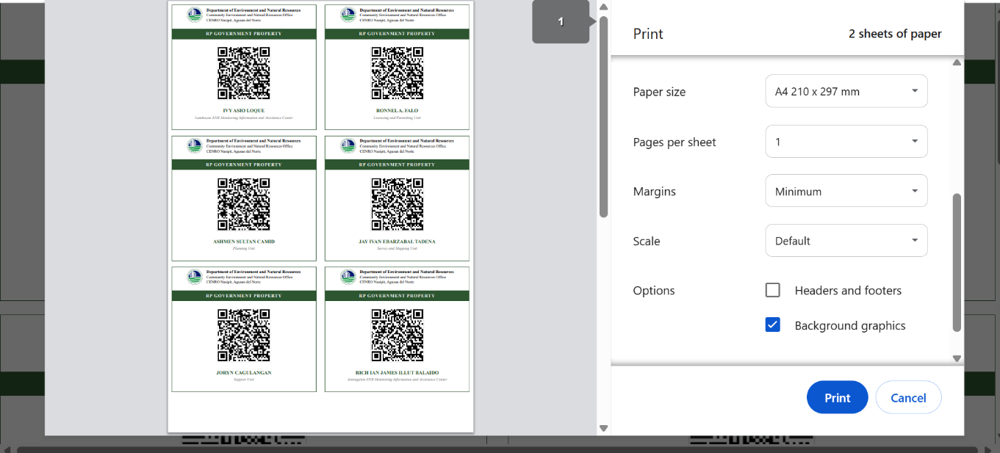 Department of Environment and Natural Resources
Community Environment and Natural Resources Office
CENRO Nasipit, Agusan del Norte
RP GOVERNMENT PROPERTY
IVY ASIO LOQUE
Lumbocan ENR Monitoring Information and Assistance Center
Department of Environment and Natural Resources
Community Environment and Natural Resources Office
CENRO Nasipit, Agusan del Norte
RP GOVERNMENT PROPERTY
RONNEL A. FALO
Licensing and Permitting Unit
Department of Environment and Natural Resources
Community Environment and Natural Resources Office
CENRO Nasipit, Agusan del Norte
RP GOVERNMENT PROPERTY
ASHMEN SULTAN CAMID
Planning Unit
Department of Environment and Natural Resources
Community Environment and Natural Resources Office
CENRO Nasipit, Agusan del Norte
RP GOVERNMENT PROPERTY
JAY IVAN EBARZABAL TADENA
Survey and Mapping Unit
Department of Environment and Natural Resources
Community Environment and Natural Resources Office
CENRO Nasipit, Agusan del Norte
RP GOVERNMENT PROPERTY
JORYN CAGULANGAN
Support Unit
Department of Environment and Natural Resources
Community Environment and Natural Resources Office
CENRO Nasipit, Agusan del Norte
RP GOVERNMENT PROPERTY
RICH IAN JAMES ILLUT BALAIDO
ENR Monitoring Information and Assistance Center
1
Print
2 sheets of paper
Paper size
A4 210 x 297 mm
Pages per sheet
1
Margins
Minimum
Scale
Default
Options
Headers and footers
Background graphics
Print
Cancel